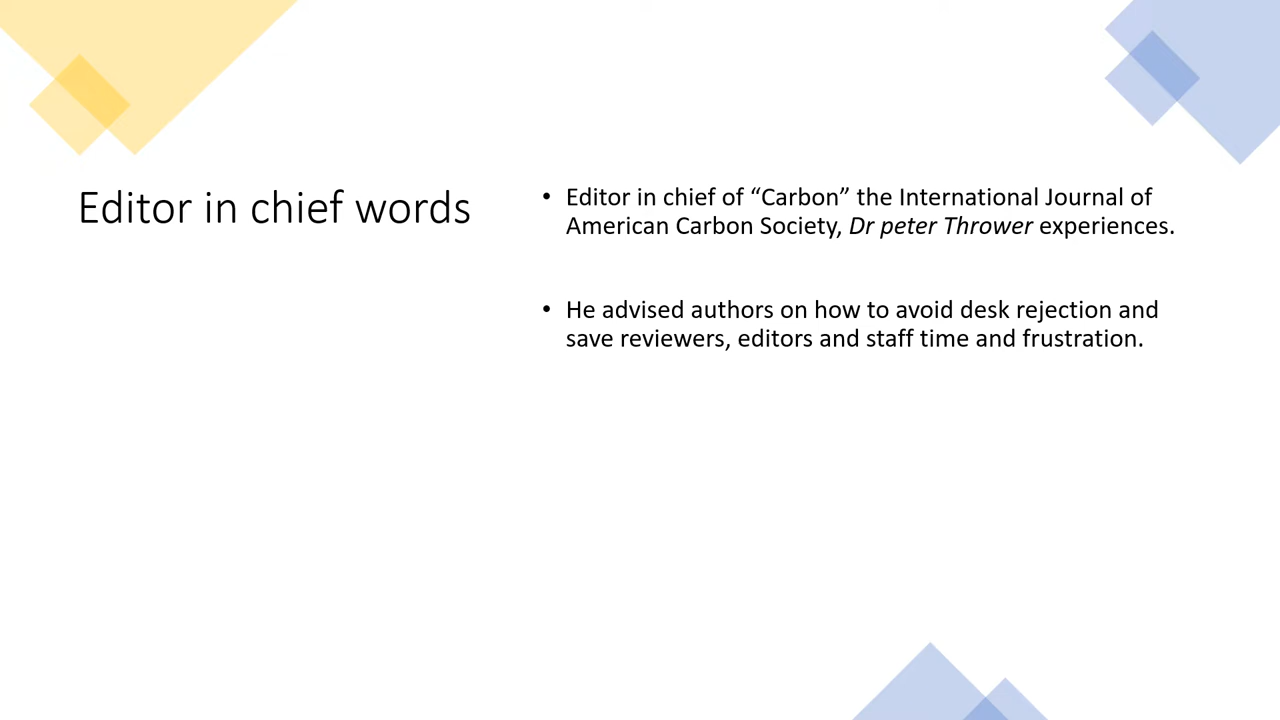 Editor in chief words
• Editor in chief of “Carbon” the International Journal of
American Carbon Society, Dr peter Thrower experiences.
• He advised authors on how to avoid desk rejection and
save reviewers, editors and staff time and frustration.